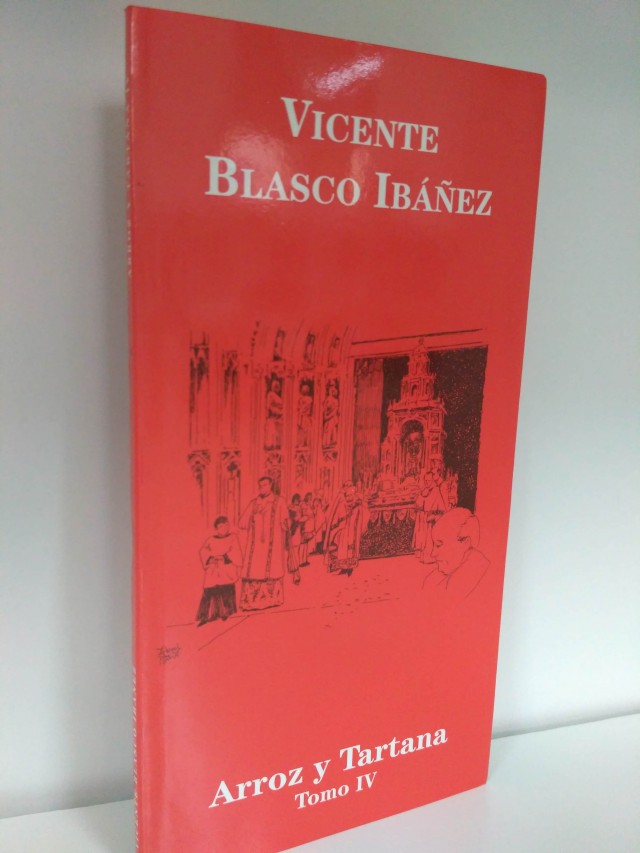 VICENTE
BLASCO IBÁÑEZ
Arroz y Tartana
Tomo IV